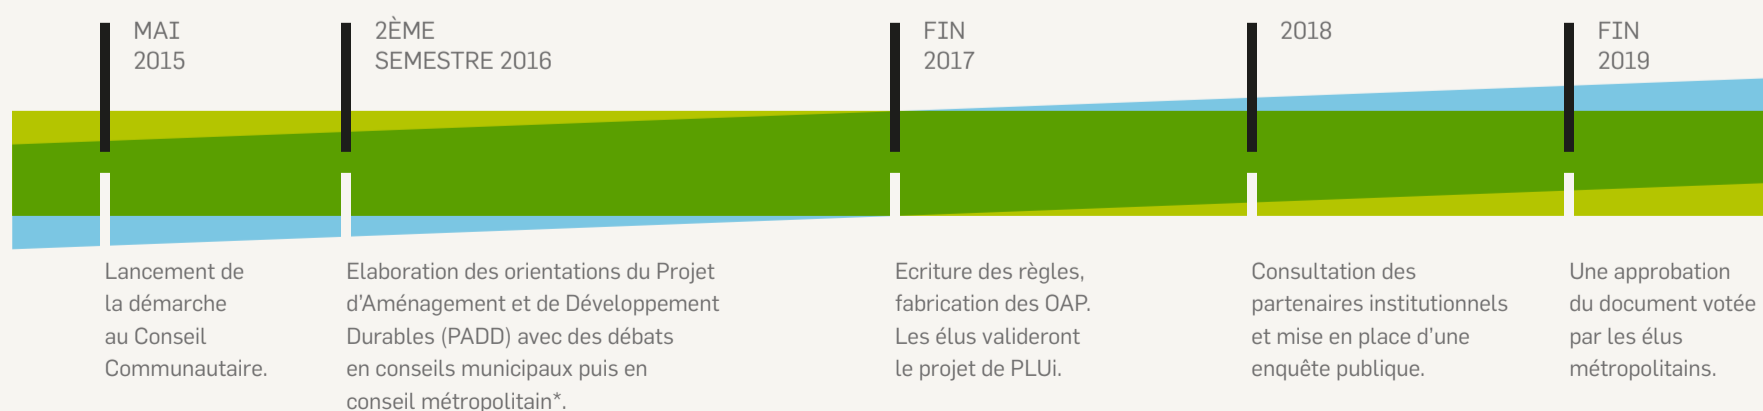 MAI
2015
2ÈME
SEMESTRE 2016
FIN
2017
2018
FIN
2019
Lancement de
la démarche
au Conseil
Communautaire.
Elaboration des orientations du Projet
d'Aménagement et de Développement
Durables (PADD) avec des débats
en conseils municipaux puis en
conseil métropolitain*.
Ecriture des règles,
fabrication des OAP.
Les élus valideront
le projet de PLUi.
Consultation des
partenaires institutionnels
et mise en place d'une
enquête publique.
Une approbation
du document votée
par les élus
métropolitains.